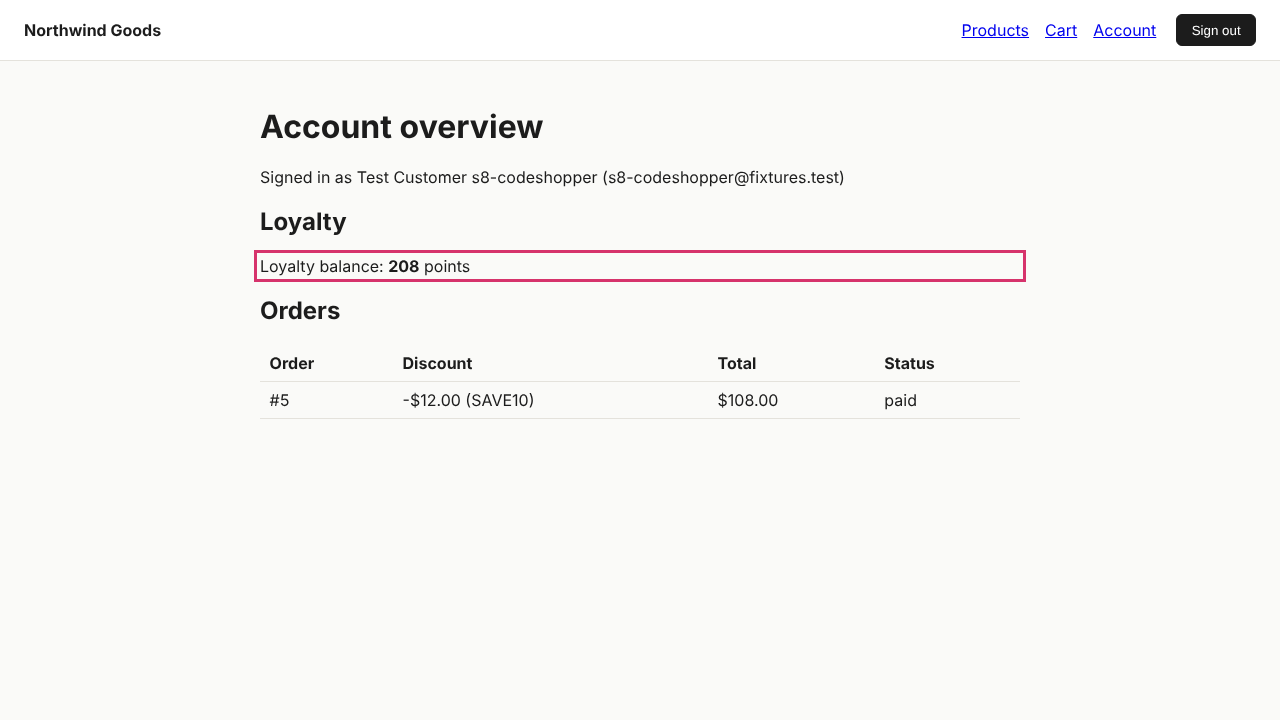 Northwind Goods
Products Cart Account Sign out
Account overview
Signed in as Test Customer s8-codeshopper (s8-codeshopper@fixtures.test)
Loyalty
Loyalty balance: 208 points
Orders
Order Discount Total Status
#5 -$12.00 (SAVE10) $108.00 paid